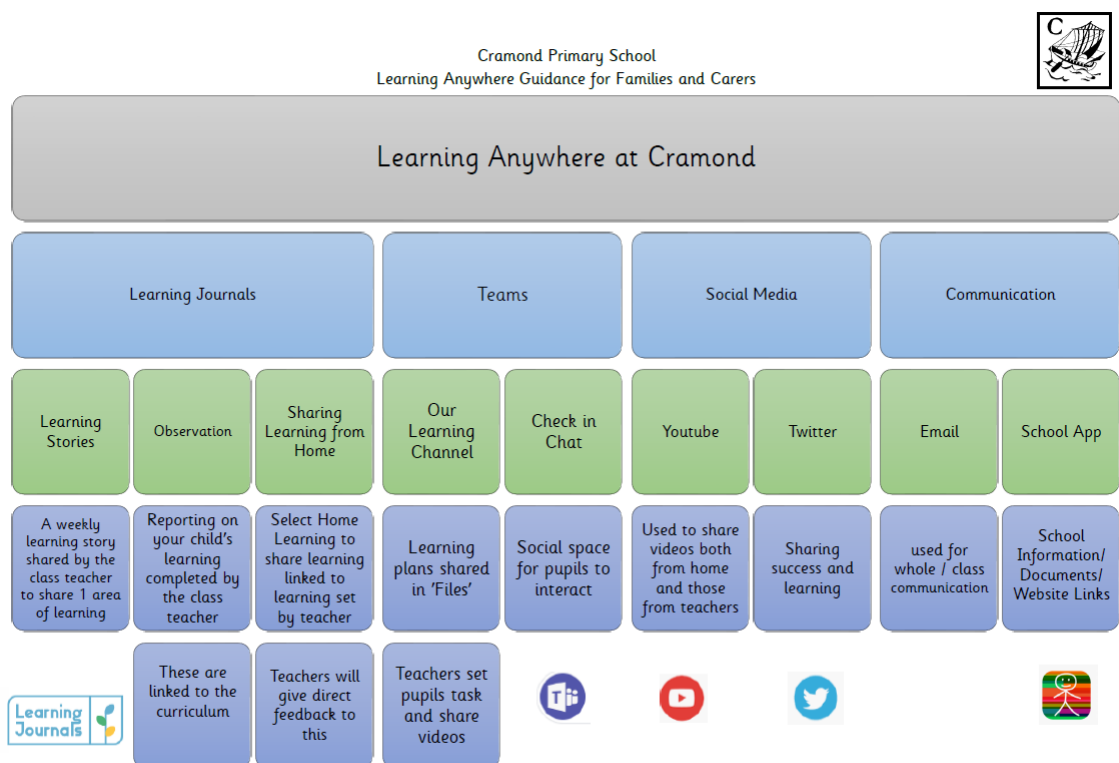 C
Cramond Primary School
Learning Anywhere Guidance for Families and Carers
Learning Anywhere at Cramond
Learning Journals
Teams
Social Media
Communication
Learning
Stories
Observation
Sharing
Learning from
Home
Our
Learning
Channel
Check in
Chat
Youtube
Twitter
Email
School App
A weekly
learning story
shared by the
class teacher
to share 1 area
of learning
Reporting on
your child's
learning
completed by
the class
teacher
Select Home
Learning to
share learning
linked to
learning set
by teacher
Learning
plans shared
in 'Files'
Social space
for pupils to
interact
Used to share
videos both
from home
and those
from teachers
Sharing
success and
learning
used for
whole / class
communication
School
Information/
Documents/
Website Links
Learning
Journals
These are
linked to the
curriculum
Teachers will
give direct
feedback to
this
Teachers set
pupils task
and share
videos
T